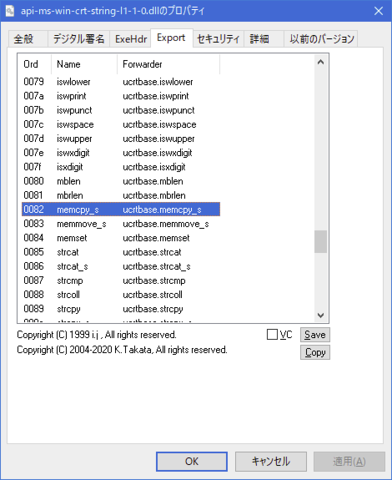 api-ms-win-crt-string-l1-1-0.dllのプロパティ
全般 デジタル署名 ExeHdr Export セキュリティ 詳細 以前のバージョン
Ord Name Forwarder
0079 iswlower ucrtbase.iswlower
007a iswprint ucrtbase.iswprint
007b iswpunct ucrtbase.iswpunct
007c iswspace ucrtbase.iswspace
007d iswupper ucrtbase.iswupper
007e iswxdigit ucrtbase.iswxdigit
007f isxdigit ucrtbase.isxdigit
0080 mblen ucrtbase.mblen
0081 mbrlen ucrtbase.mbrlen
0082 memcpy_s ucrtbase.memcpy_s
0083 memmove_s ucrtbase.memmove_s
0084 memset ucrtbase.memset
0085 strcat ucrtbase.strcat
0086 strcat_s ucrtbase.strcat_s
0087 strcmp ucrtbase.strcmp
0088 strcoll ucrtbase.strcoll
0089 strcpy ucrtbase.strcpy
Copyright (C) 1999 i.j , All rights reserved.
VC Save
Copyright (C) 2004-2020 K.Takata, All rights reserved.
Copy
OK キャンセル 適用(A)